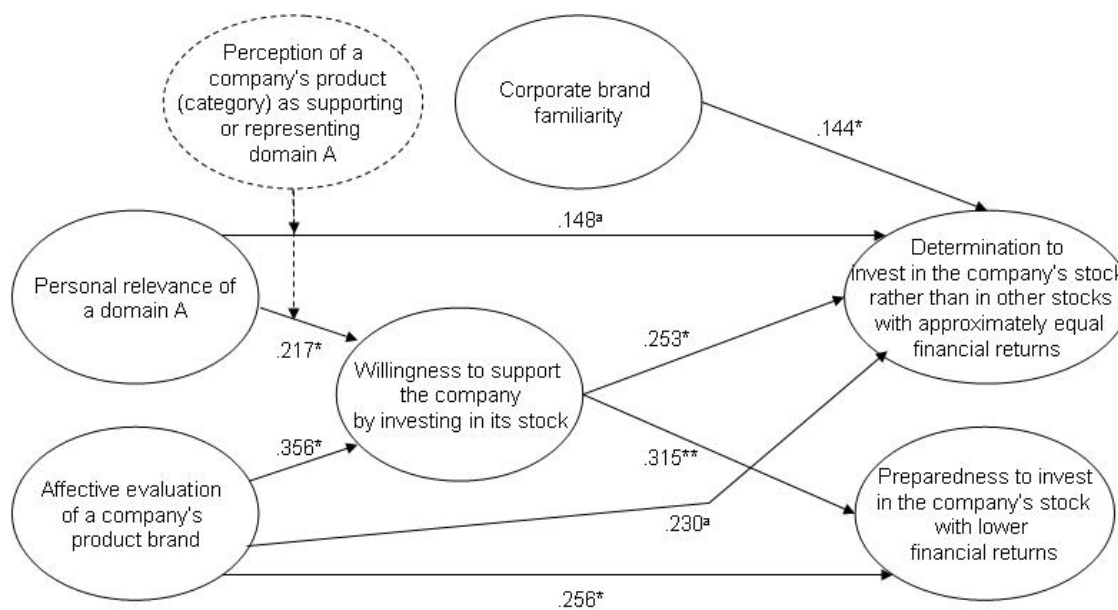 Perception of a
company's product
(category) as supporting
or representing
domain A
Corporate brand
familiarity
.144*
.148ª
Personal relevance of
a domain A
Determination to
invest in the company's stock
rather than in other stocks
with approximately equal
financial returns
.217*
.253*
Willingness to support
the company
by investing in its stock
.356*
.315**
Affective evaluation
of a company's
product brand
Preparedness to invest
in the company's stock
with lower
financial returns
.230ª
.256*